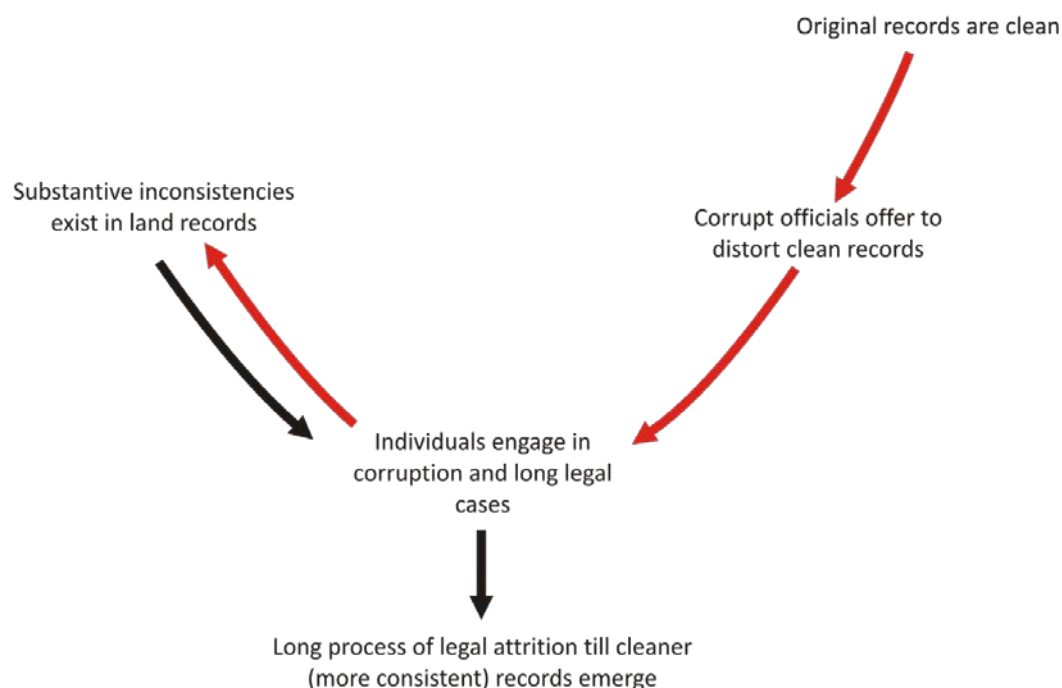 Original records are clean
Substantive inconsistencies
exist in land records
Corrupt officials offer to
distort clean records
Individuals engage in
corruption and long legal
cases
Long process of legal attrition till cleaner
(more consistent) records emerge